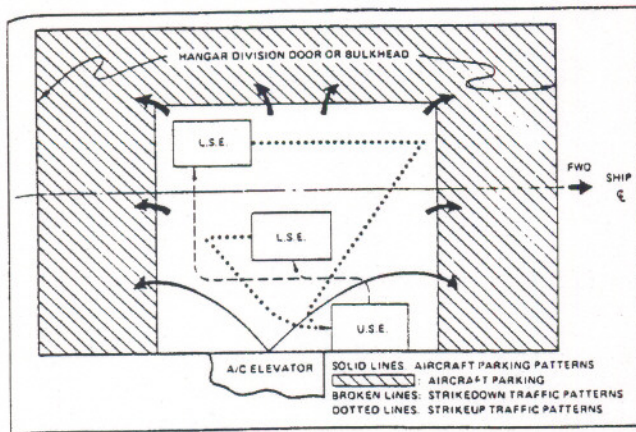 HANGAR DIVISION DOOR OR BULKHEAD
L.S.E.
FWD
SHIP
℄
L.S.E.
U.S.E.
A/C ELEVATOR
SOLID LINES: AIRCRAFT PARKING PATTERNS
: AIRCRAFT PARKING
BROKEN LINES: STRIKEDOWN TRAFFIC PATTERNS
DOTTED LINES: STRIKEUP TRAFFIC PATTERNS